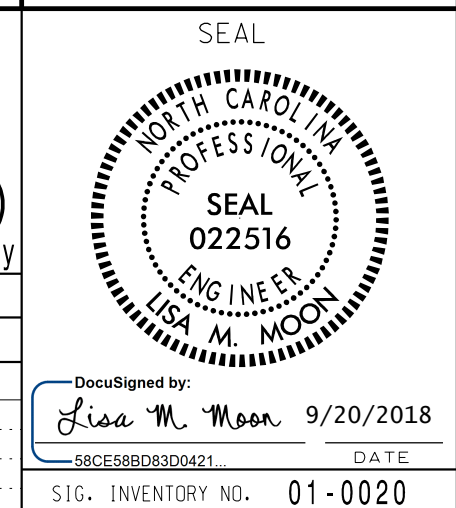 SEAL
NORTH CAROLINA
PROFESSIONAL
SEAL
022516
ENGINEER
LISA M. MOON
y
DocuSigned by:
Lisa M. Moon 9/20/2018
58CE58BD83D0421... DATE
SIG. INVENTORY NO. 01-0020